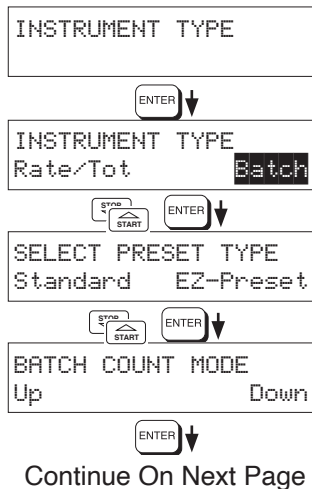 INSTRUMENT TYPE
ENTER
INSTRUMENT TYPE
Rate/Tot Batch
STOP
START ENTER
SELECT PRESET TYPE
Standard EZ-Preset
STOP
START ENTER
BATCH COUNT MODE
Up Down
ENTER
Continue On Next Page